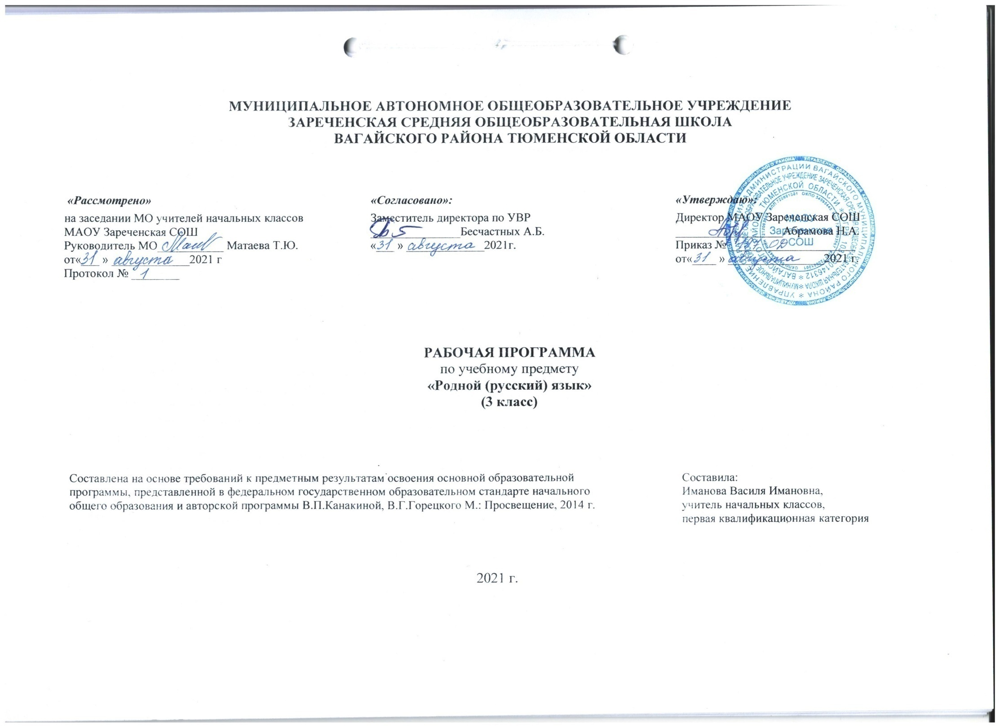 МУНИЦИПАЛЬНОЕ АВТОНОМНОЕ ОБЩЕОБРАЗОВАТЕЛЬНОЕ УЧРЕЖДЕНИЕ
ЗАРЕЧЕНСКАЯ СРЕДНЯЯ ОБЩЕОБРАЗОВАТЕЛЬНАЯ ШКОЛА
ВАГАЙСКОГО РАЙОНА ТЮМЕНСКОЙ ОБЛАСТИ
«Рассмотрено»
на заседании МО учителей начальных классов
МАОУ Зареченская СОШ
Руководитель МО Матаева Т.Ю.
от«31» августа 2021 г
Протокол № 1
«Согласовано»:
Заместитель директора по УВР
Бесчастных А.Б.
«31» августа 2021г.
«Утверждаю»:
Директор МАОУ Зареченская СОШ
Абрамова Н.А.
Приказ № ОД
от«31» августа 2021 г.
МАОУ
Зареченская
СОШ
РАБОЧАЯ ПРОГРАММА
по учебному предмету
«Родной (русский) язык»
(3 класс)
Составлена на основе требований к предметным результатам освоения основной образовательной
программы, представленной в федеральном государственном образовательном стандарте начального
общего образования и авторской программы В.П.Канакиной, В.Г.Горецкого М.: Просвещение, 2014 г.
Составила:
Иманова Василя Имановна,
учитель начальных классов,
первая квалификационная категория
2021 г.